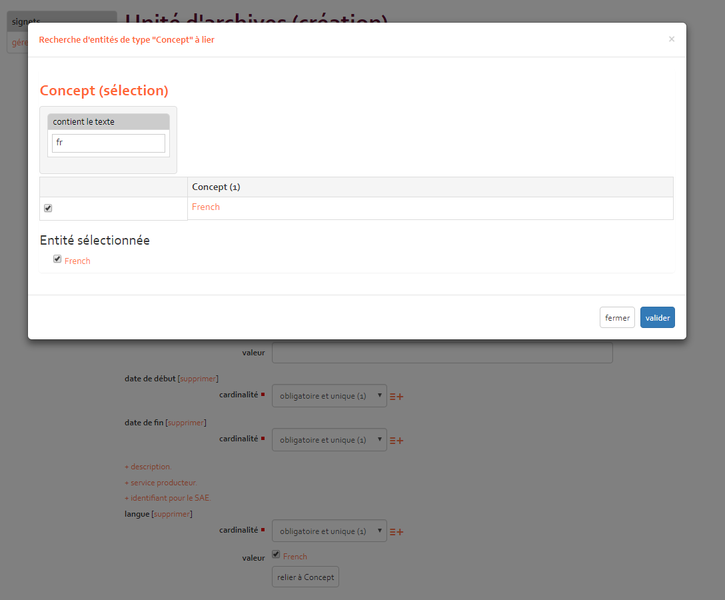 signets
Unité d'archives (création)
gére
Recherche d'entités de type "Concept" à lier
×
Concept (sélection)
contient le texte
fr
Concept (1)
French
Entité sélectionnée
French
fermer
valider
valeur
date de début [supprimer]
cardinalité
obligatoire et unique (1)
date de fin [supprimer]
cardinalité
obligatoire et unique (1)
+ description.
+ service producteur.
+ identifiant pour le SAE.
langue [supprimer]
cardinalité
obligatoire et unique (1)
valeur
French
relier à Concept